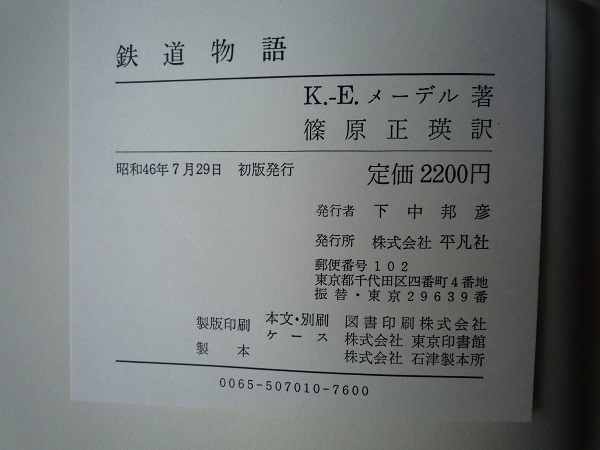 鉄道物語
K.-E. メーデル 著
篠原正瑛訳
昭和46年7月29日 初版発行 定価2200円
発行者 下中邦彦
発行所 株式会社 平凡社
郵便番号102
東京都千代田区四番町4番地
振替・東京29639番
製版印刷 本文・別刷 図書印刷株式会社
ケース 株式会社 東京印書館
製本 株式会社 石津製本所
0065-507010-7600